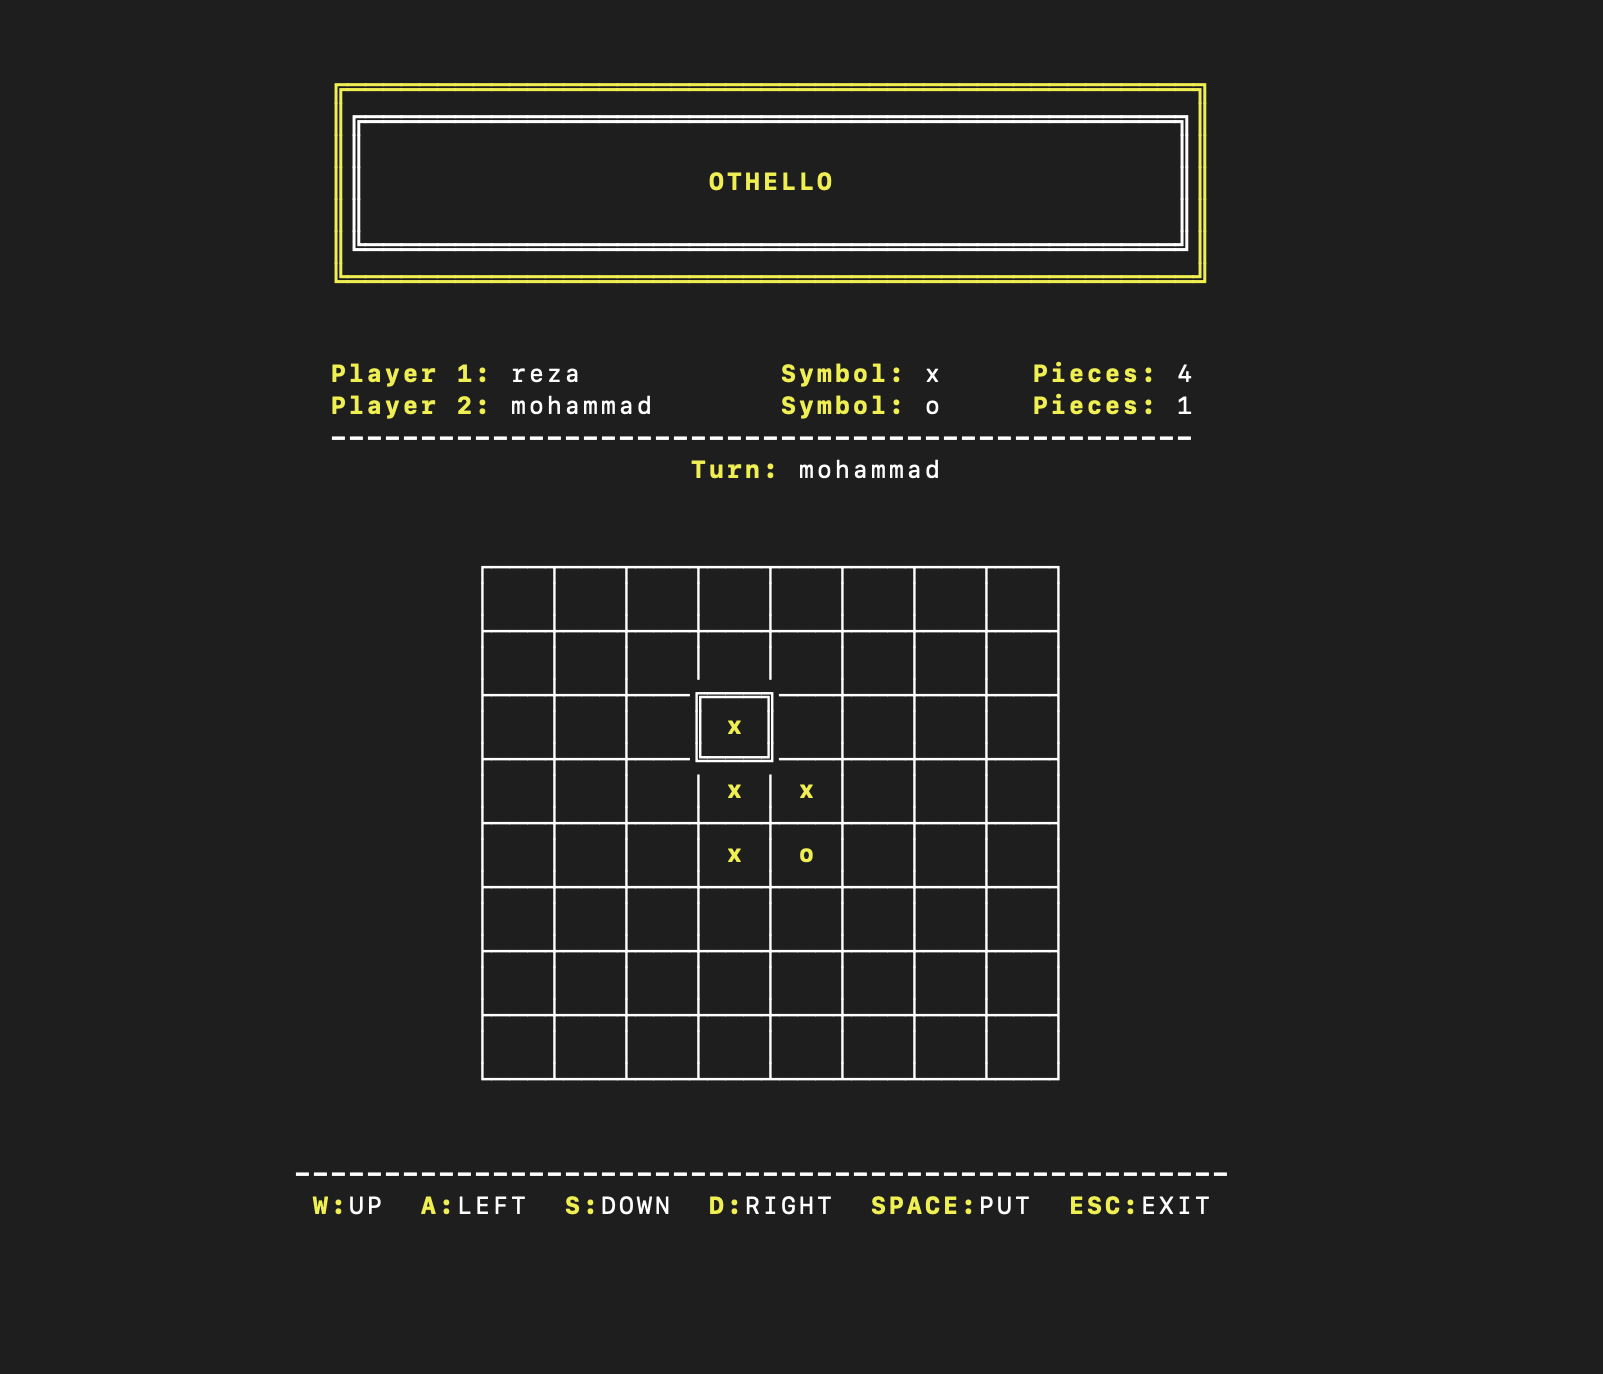 OTHELLO
Player 1: reza Symbol: x Pieces: 4
Player 2: mohammad Symbol: o Pieces: 1
Turn: mohammad
x
x x
x o
W:UP A:LEFT S:DOWN D:RIGHT SPACE:PUT ESC:EXIT